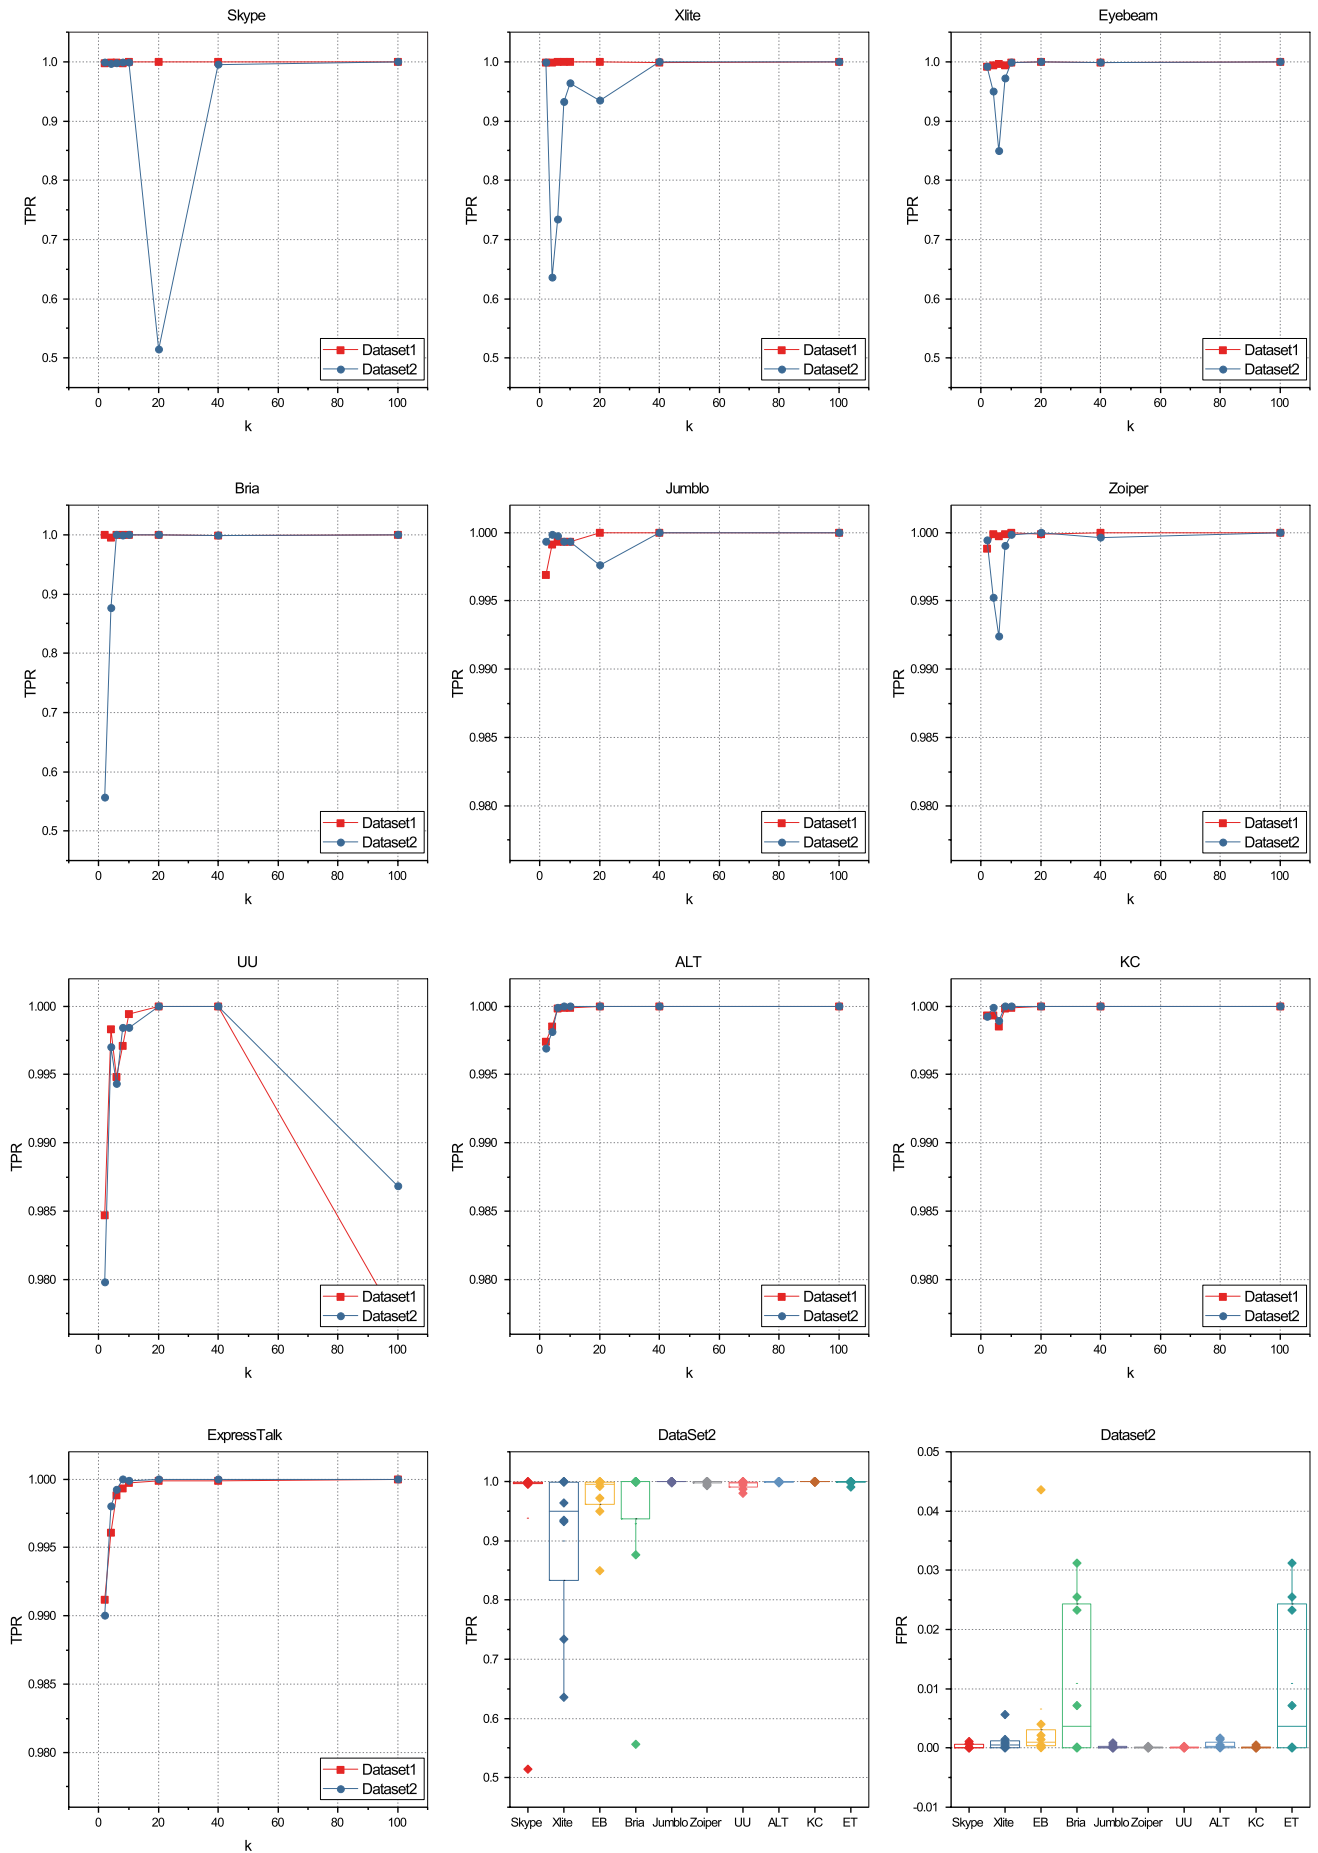 Skype
1.0
1.0
0.9
0.8
0.7
0.6
0.5
TPR
Dataset1
Dataset2
0 20 40 60 80 100
k
Xlite
1.0
0.9
0.8
0.7
0.6
0.5
TPR
Dataset1
Dataset2
0 20 40 60 80 100
k
Eyebeam
1.0
0.9
0.8
0.7
0.6
0.5
TPR
Dataset1
Dataset2
0 20 40 60 80 100
k
Bria
1.0
0.9
0.8
0.7
0.6
0.5
TPR
Dataset1
Dataset2
0 20 40 60 80 100
k
Jumblo
1.000
0.995
0.990
0.985
0.980
TPR
Dataset1
Dataset2
0 20 40 60 80 100
k
Zoiper
1.000
0.995
0.990
0.985
0.980
TPR
Dataset1
Dataset2
0 20 40 60 80 100
k
UU
1.000
0.995
0.990
0.985
0.980
TPR
Dataset1
Dataset2
0 20 40 60 80 100
k
ALT
1.000
0.995
0.990
0.985
0.980
TPR
Dataset1
Dataset2
0 20 40 60 80 100
k
KC
1.000
0.995
0.990
0.985
0.980
TPR
Dataset1
Dataset2
0 20 40 60 80 100
k
ExpressTalk
1.000
0.995
0.990
0.985
0.980
TPR
Dataset1
Dataset2
0 20 40 60 80 100
k
DataSet2
1.0
0.9
0.8
0.7
0.6
0.5
TPR
Skype Xlite EB Bria Jumblo Zoiper UU ALT KC ET
Dataset2
0.05
0.04
0.03
0.02
0.01
0.00
-0.01
FPR
Skype Xlite EB Bria Jumblo Zoiper UU ALT KC ET